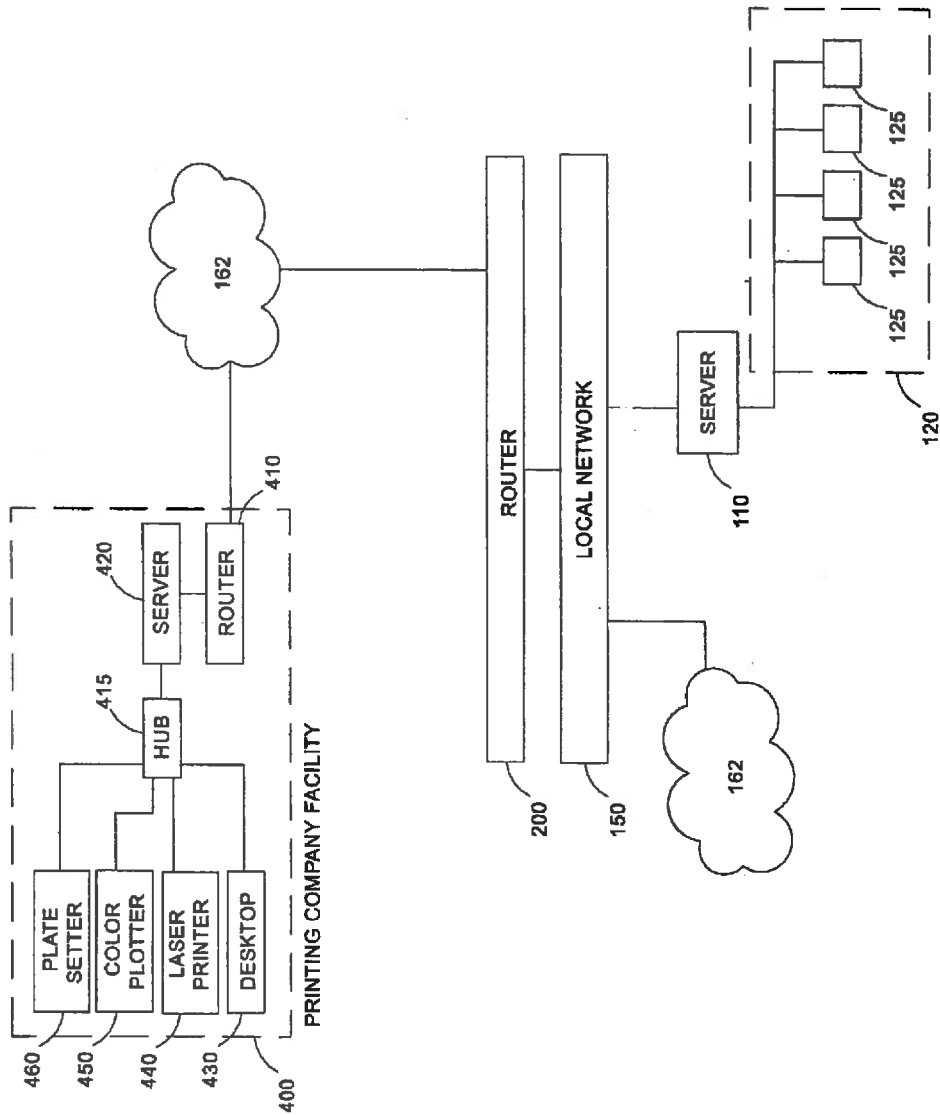 460
PLATE
SETTER
450
COLOR
PLOTTER
440
LASER
PRINTER
430
DESKTOP
400
415
HUB
420
SERVER
ROUTER
410
PRINTING COMPANY FACILITY
162
ROUTER
200
LOCAL NETWORK
150
162
SERVER
110
125
125
125
125
120